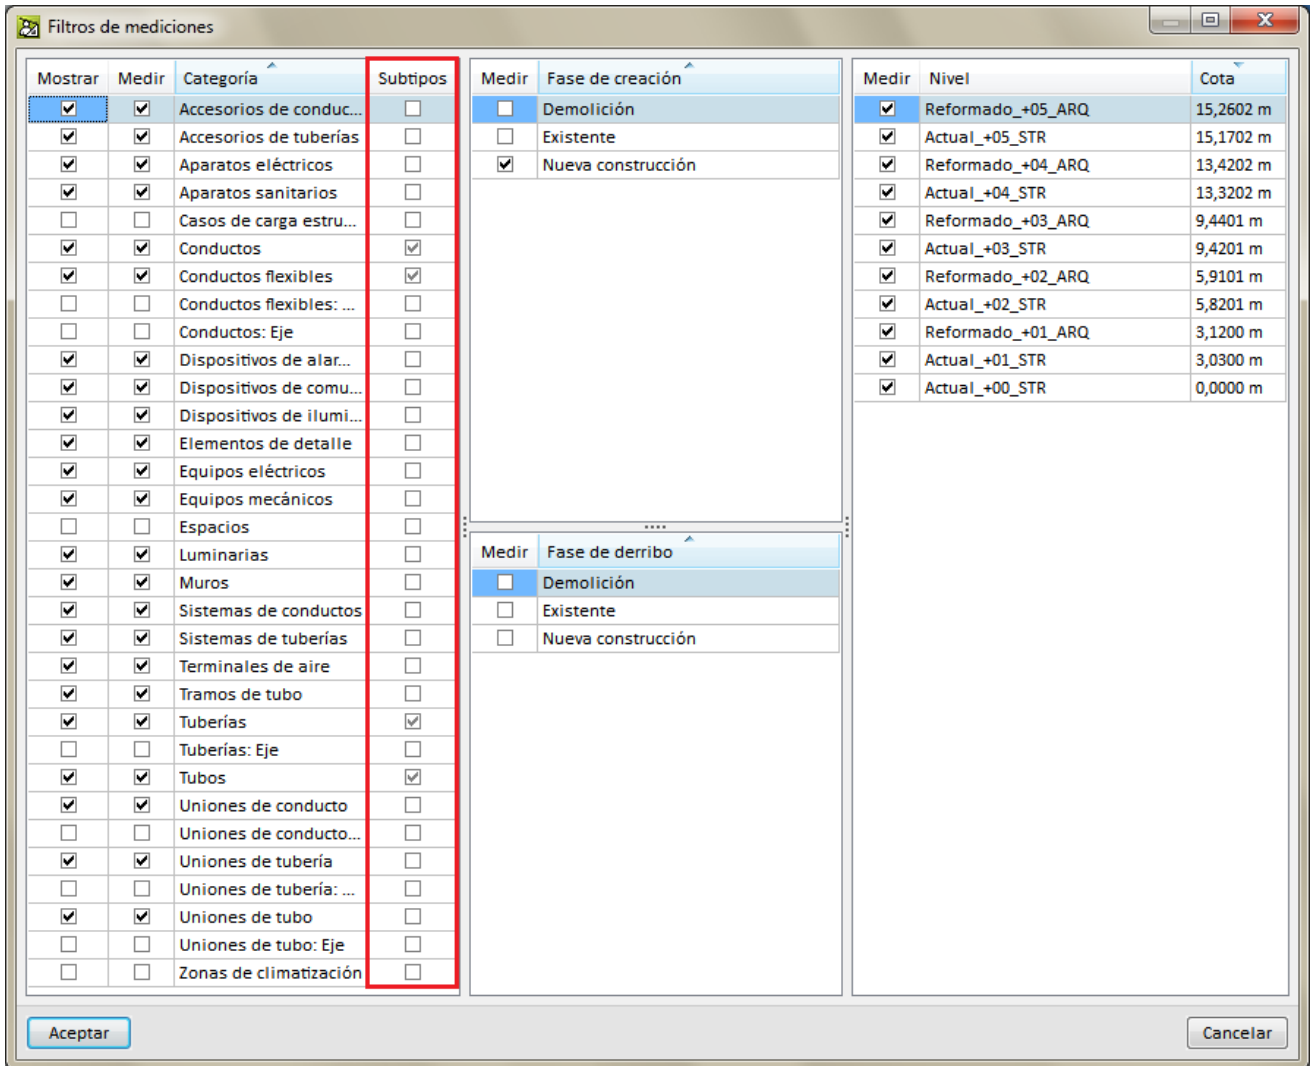 Filtros de mediciones
Mostrar Medir Categoría Subtipos
Accesorios de conduc...
Accesorios de tuberías
Aparatos eléctricos
Aparatos sanitarios
Casos de carga estru...
Conductos
Conductos flexibles
Conductos flexibles: ...
Conductos: Eje
Dispositivos de alar...
Dispositivos de comu...
Dispositivos de ilumi...
Elementos de detalle
Equipos eléctricos
Equipos mecánicos
Espacios
Luminarias
Muros
Sistemas de conductos
Sistemas de tuberías
Terminales de aire
Tramos de tubo
Tuberías
Tuberías: Eje
Tubos
Uniones de conducto
Uniones de conducto...
Uniones de tubería
Uniones de tubería: ...
Uniones de tubo
Uniones de tubo: Eje
Zonas de climatización
Medir Fase de creación
Demolición
Existente
Nueva construcción
Medir Fase de derribo
Demolición
Existente
Nueva construcción
Medir Nivel Cota
Reformado_+05_ARQ 15,2602 m
Actual_+05_STR 15,1702 m
Reformado_+04_ARQ 13,4202 m
Actual_+04_STR 13,3202 m
Reformado_+03_ARQ 9,4401 m
Actual_+03_STR 9,4201 m
Reformado_+02_ARQ 5,9101 m
Actual_+02_STR 5,8201 m
Reformado_+01_ARQ 3,1200 m
Actual_+01_STR 3,0300 m
Actual_+00_STR 0,0000 m
Aceptar Cancelar